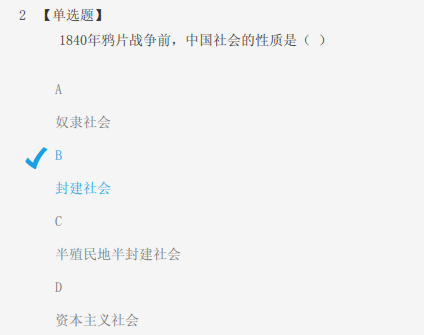 2 【单选题】
1840年鸦片战争前，中国社会的性质是（ ）
A
奴隶社会
B
封建社会
C
半殖民地半封建社会
D
资本主义社会